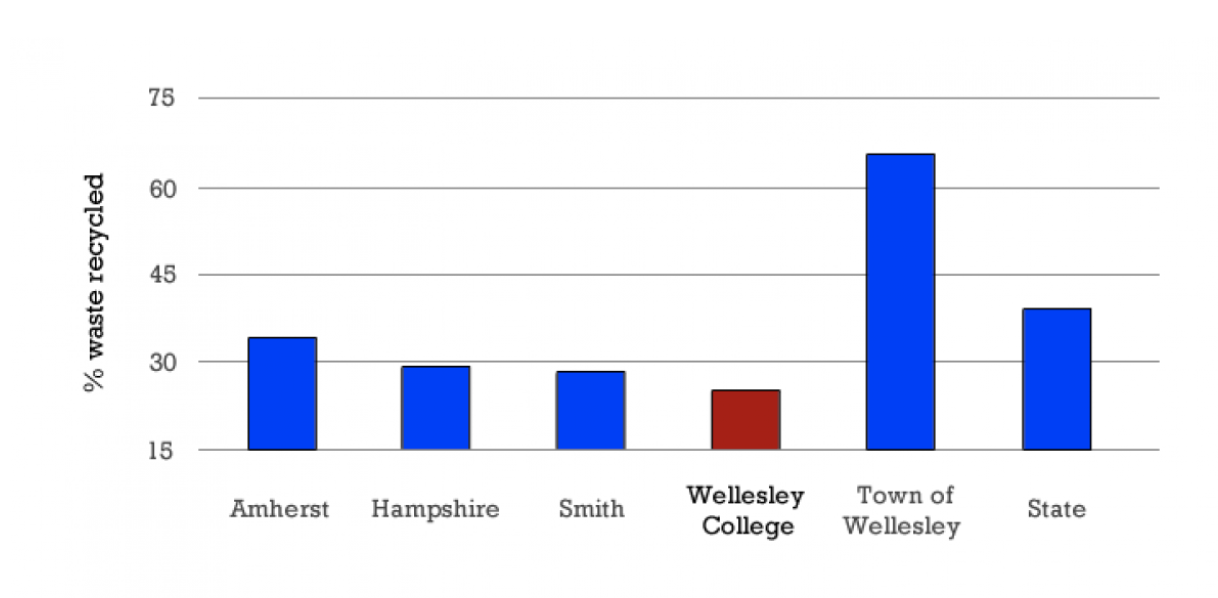 75
60
45
30
15
% waste recycled
Amherst
Hampshire
Smith
Wellesley
College
Town of
Wellesley
State